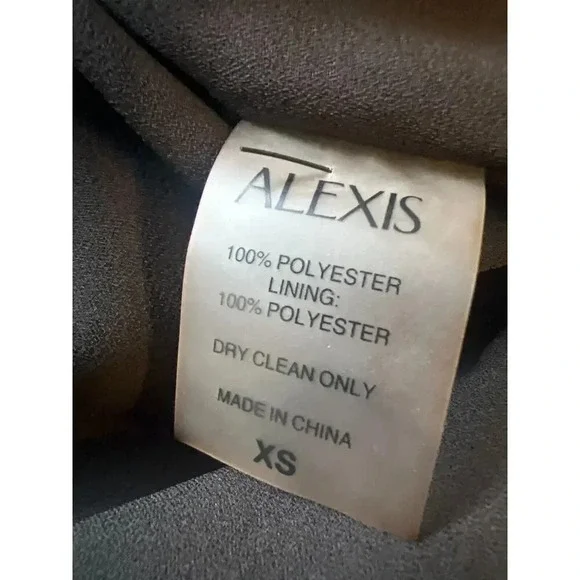 ALEXIS
100% POLYESTER
LINING:
100% POLYESTER
DRY CLEAN ONLY
MADE IN CHINA
XS